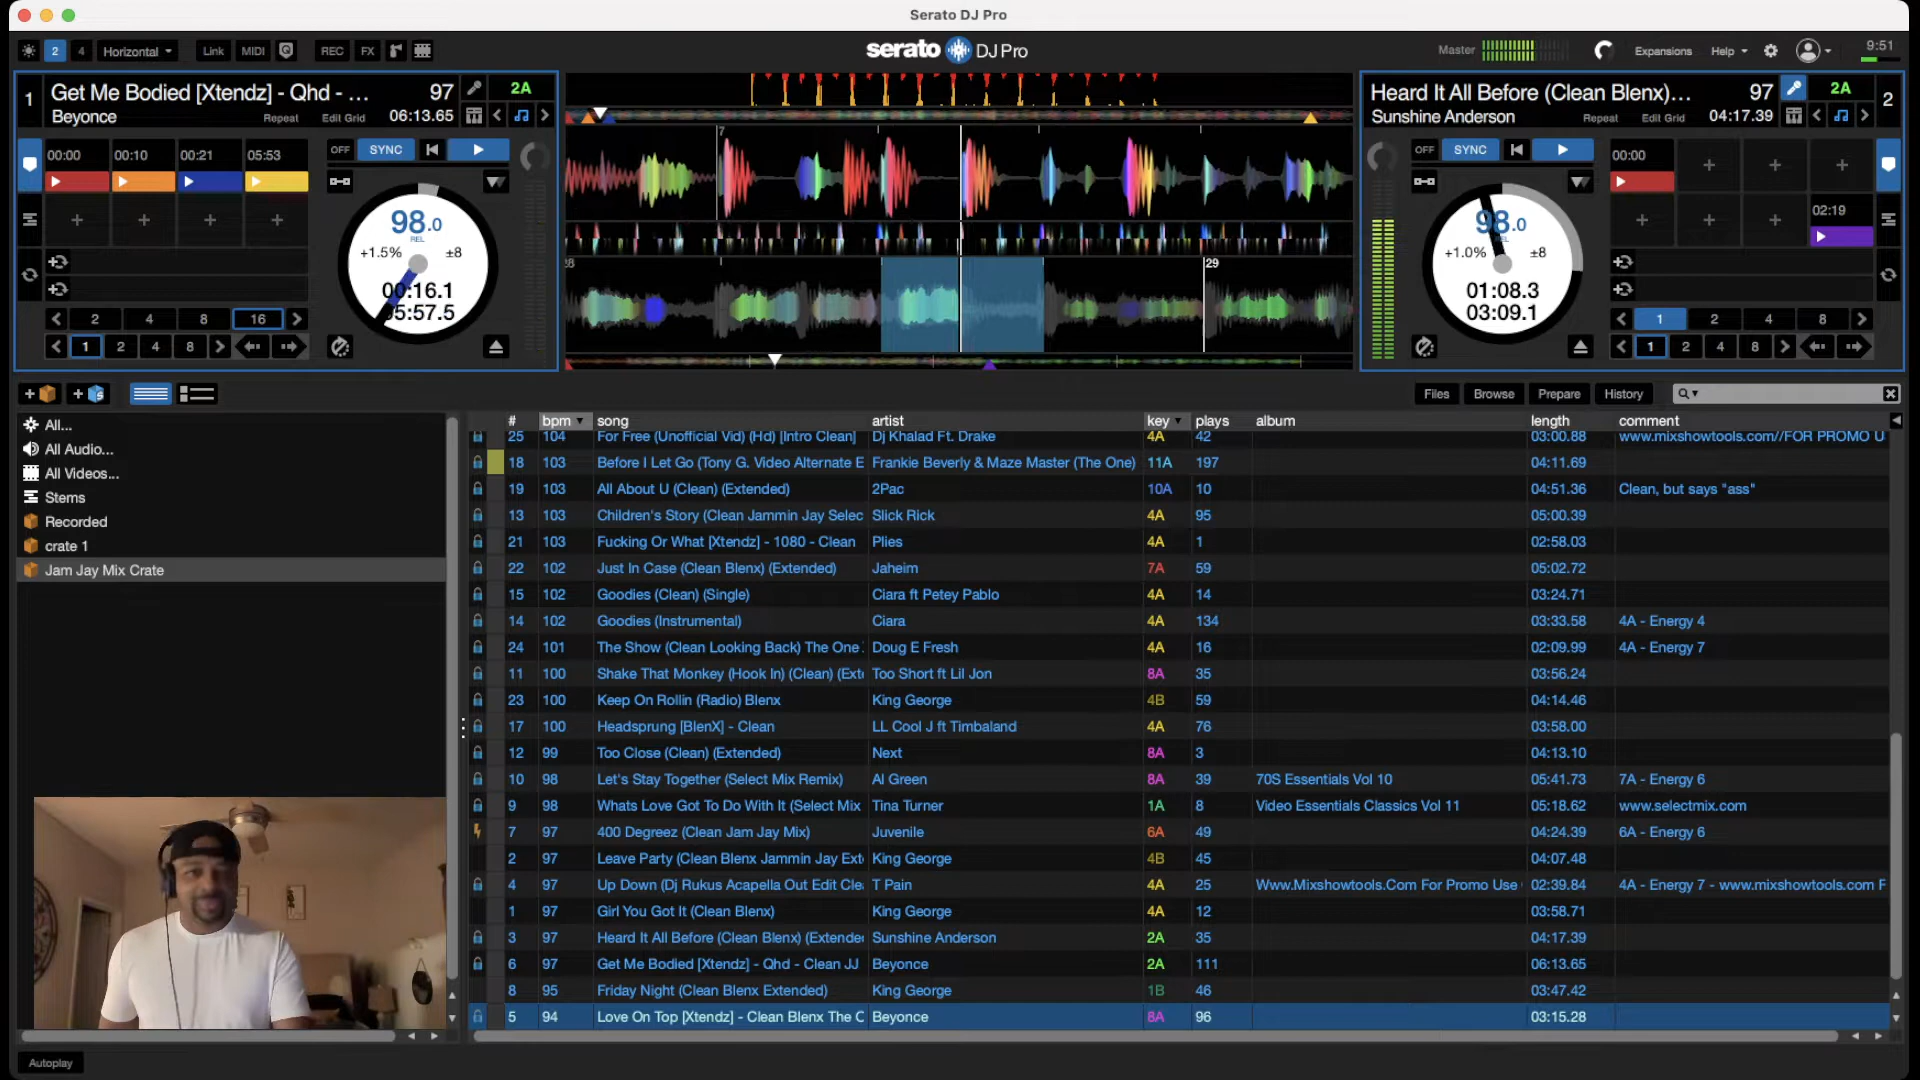 Serato DJ Pro
2 4 Horizontal Link MIDI REC FX
serato DJ Pro
Master Expansions Help 9:51
1 Get Me Bodied [Xtendz] - Qhd - ... 97 2A
Beyonce Repeat Edit Grid 06:13.65
00:00 00:10 00:21 05:53
OFF SYNC
98.0
REL
+1.5% ±8
00:16.1
05:57.5
2 4 8 16
1 2 4 8
7
29
Heard It All Before (Clean Blenx)... 97 2A 2
Sunshine Anderson Repeat Edit Grid 04:17.39
OFF SYNC
98.0
+1.0% ±8
01:08.3
03:09.1
00:00
02:19
1 2 4 8
1 2 4 8
Files Browse Prepare History
All...
All Audio...
All Videos...
Stems
Recorded
crate 1
Jam Jay Mix Crate
# bpm song artist key plays album length comment
25 104 For Free (Unofficial Vid) (Hd) [Intro Clean] Dj Khalad Ft. Drake 4A 42 03:00.88 www.mixshowtools.com//FOR PROMO U
18 103 Before I Let Go (Tony G. Video Alternate E Frankie Beverly & Maze Master (The One) 11A 197 04:11.69
19 103 All About U (Clean) (Extended) 2Pac 10A 10 04:51.36 Clean, but says "ass"
13 103 Children's Story (Clean Jammin Jay Selec Slick Rick 4A 95 05:00.39
21 103 Fucking Or What [Xtendz] - 1080 - Clean Plies 4A 1 02:58.03
22 102 Just In Case (Clean Blenx) (Extended) Jaheim 7A 59 05:02.72
15 102 Goodies (Clean) (Single) Ciara ft Petey Pablo 4A 14 03:24.71
14 102 Goodies (Instrumental) Ciara 4A 134 03:33.58 4A - Energy 4
24 101 The Show (Clean Looking Back) The One Doug E Fresh 4A 16 02:09.99 4A - Energy 7
11 100 Shake That Monkey (Hook In) (Clean) (Exte Too Short ft Lil Jon 8A 35 03:56.24
23 100 Keep On Rollin (Radio) Blenx King George 4B 59 04:14.46
17 100 Headsprung [BlenX] - Clean LL Cool J ft Timbaland 4A 76 03:58.00
12 99 Too Close (Clean) (Extended) Next 8A 3 04:13.10
10 98 Let's Stay Together (Select Mix Remix) Al Green 8A 39 70S Essentials Vol 10 05:41.73 7A - Energy 6
9 98 Whats Love Got To Do With It (Select Mix Tina Turner 1A 8 Video Essentials Classics Vol 11 05:18.62 www.selectmix.com
7 97 400 Degreez (Clean Jam Jay Mix) Juvenile 6A 49 04:24.39 6A - Energy 6
2 97 Leave Party (Clean Blenx Jammin Jay Ext King George 4B 45 04:07.48
4 97 Up Down (Dj Rukus Acapella Out Edit Cle T Pain 4A 25 Www.Mixshowtools.Com For Promo Use 02:39.84 4A - Energy 7 - www.mixshowtools.com F
1 97 Girl You Got It (Clean Blenx) King George 4A 12 03:58.71
3 97 Heard It All Before (Clean Blenx) (Extende Sunshine Anderson 2A 35 04:17.39
6 97 Get Me Bodied [Xtendz] - Qhd - Clean JJ Beyonce 2A 111 06:13.65
8 95 Friday Night (Clean Blenx Extended) King George 1B 46 03:47.42
5 94 Love On Top [Xtendz] - Clean Blenx The C Beyonce 8A 96 03:15.28
Autoplay